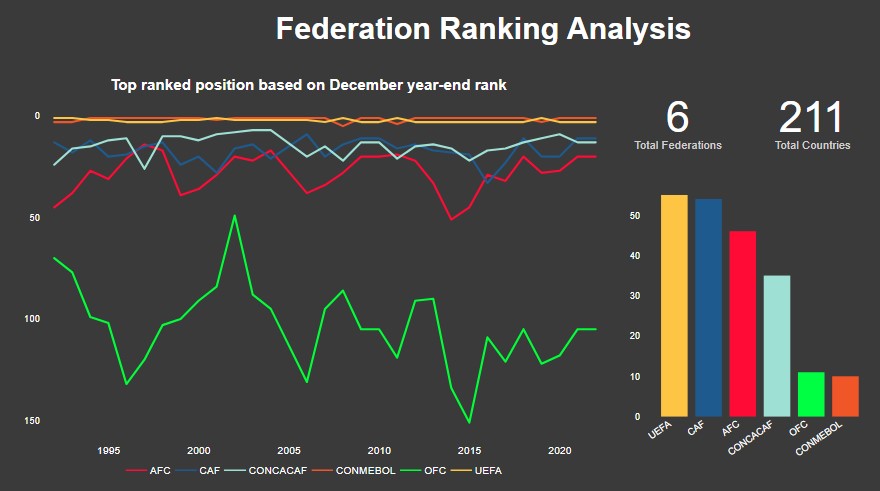 Federation Ranking Analysis
Top ranked position based on December year-end rank
0
50
100
150
1995 2000 2005 2010 2015 2020
AFC CAF CONCACAF CONMEBOL OFC UEFA
6
Total Federations
211
Total Countries
50
40
30
20
10
0
UEFA CAF AFC CONCACAF OFC CONMEBOL